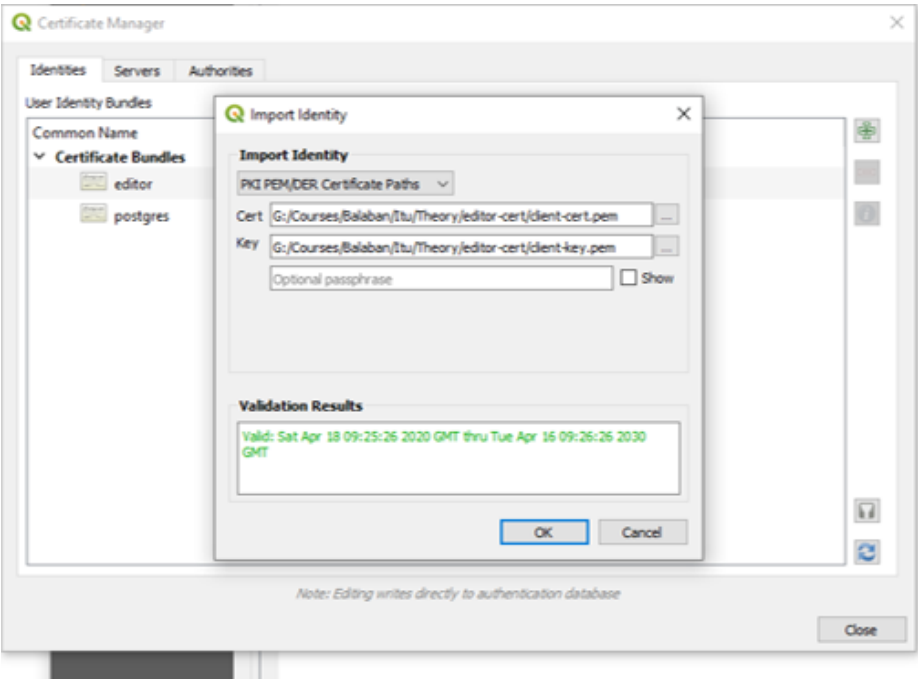 Certificate Manager
Identities Servers Authorities
User Identity Bundles
Common Name
Certificate Bundles
editor
postgres
Import Identity
Import Identity
PKI PEM/DER Certificate Paths
Cert G:/Courses/Balaban/Itu/Theory/editor-cert/client-cert.pem ...
Key G:/Courses/Balaban/Itu/Theory/editor-cert/client-key.pem ...
Optional passphrase Show
Validation Results
Valid: Sat Apr 18 09:25:26 2020 GMT thru Tue Apr 16 09:26:26 2030
GMT
OK Cancel
Note: Editing writes directly to authentication database
Close